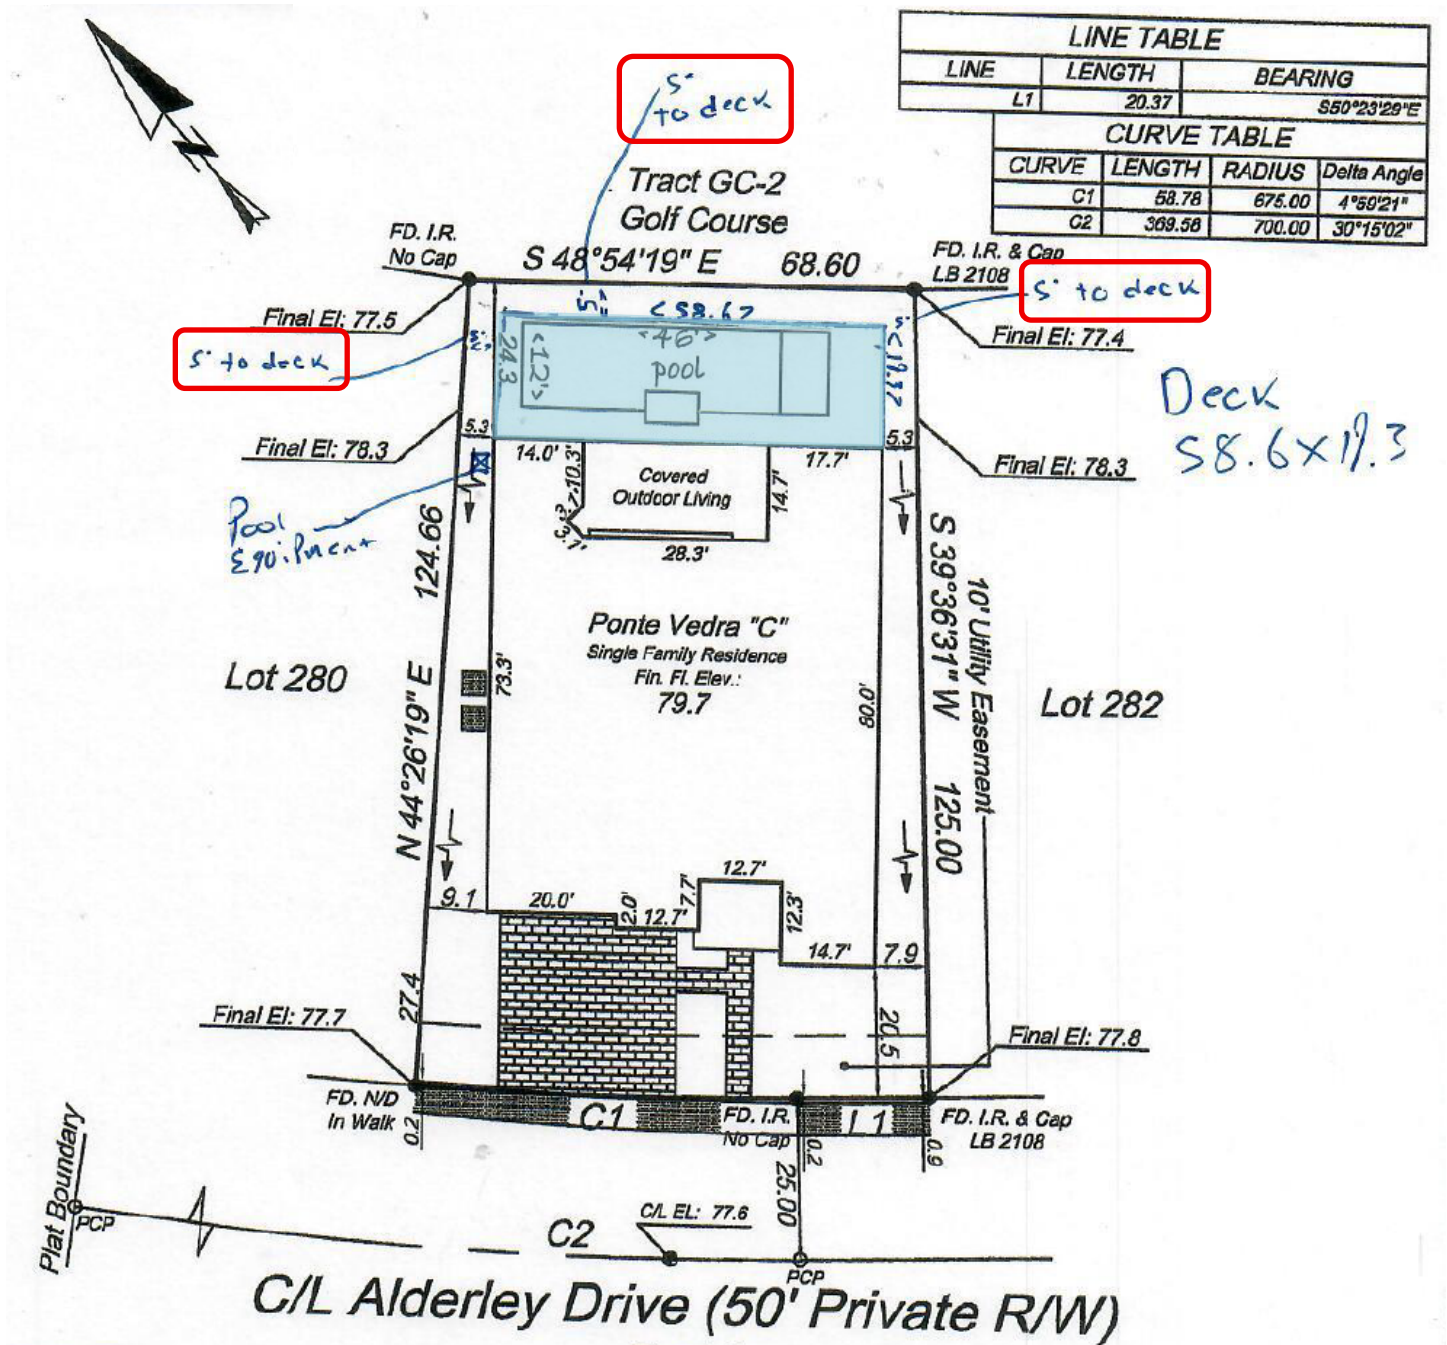 LINE TABLE
LINE LENGTH BEARING
L1 20.37 S50°23'29"E
CURVE TABLE
CURVE LENGTH RADIUS Delta Angle
C1 58.78 675.00 4°59'21"
C2 369.58 700.00 30°15'02"
5'
to deck
Tract GC-2
Golf Course
FD. I.R.
No Cap
S 48°54'19" E 68.60
FD. I.R. & Cap
LB 2108
5' to deck
Final El: 77.5
5' to deck
Final El: 77.4
5'
<46'>
pool
<12'>
24.3
Deck
58.6 x 19.3
5.3
5.3
Final El: 78.3
Final El: 78.3
14.0'
10.3'
Covered
Outdoor Living
14.7'
17.7'
3.7'
28.3'
Pool
Equipment
124.66
N 44°26'19" E
S 39°36'31" W
125.00
10' Utility Easement
Ponte Vedra "C"
Single Family Residence
Fin. Fl. Elev.:
79.7
73.3'
80.0'
Lot 280
Lot 282
9.1
20.0'
2.0'
12.7'
7.7'
12.7'
12.3'
14.7'
7.9
27.4
20.5
Final El: 77.7
Final El: 77.8
FD. N/D
In Walk
0.2
C1
FD. I.R.
No Cap
L1
0.2
0.9
FD. I.R. & Cap
LB 2108
25.00
Plat Boundary
PCP
C2
C/L EL: 77.6
PCP
C/L Alderley Drive (50' Private R/W)